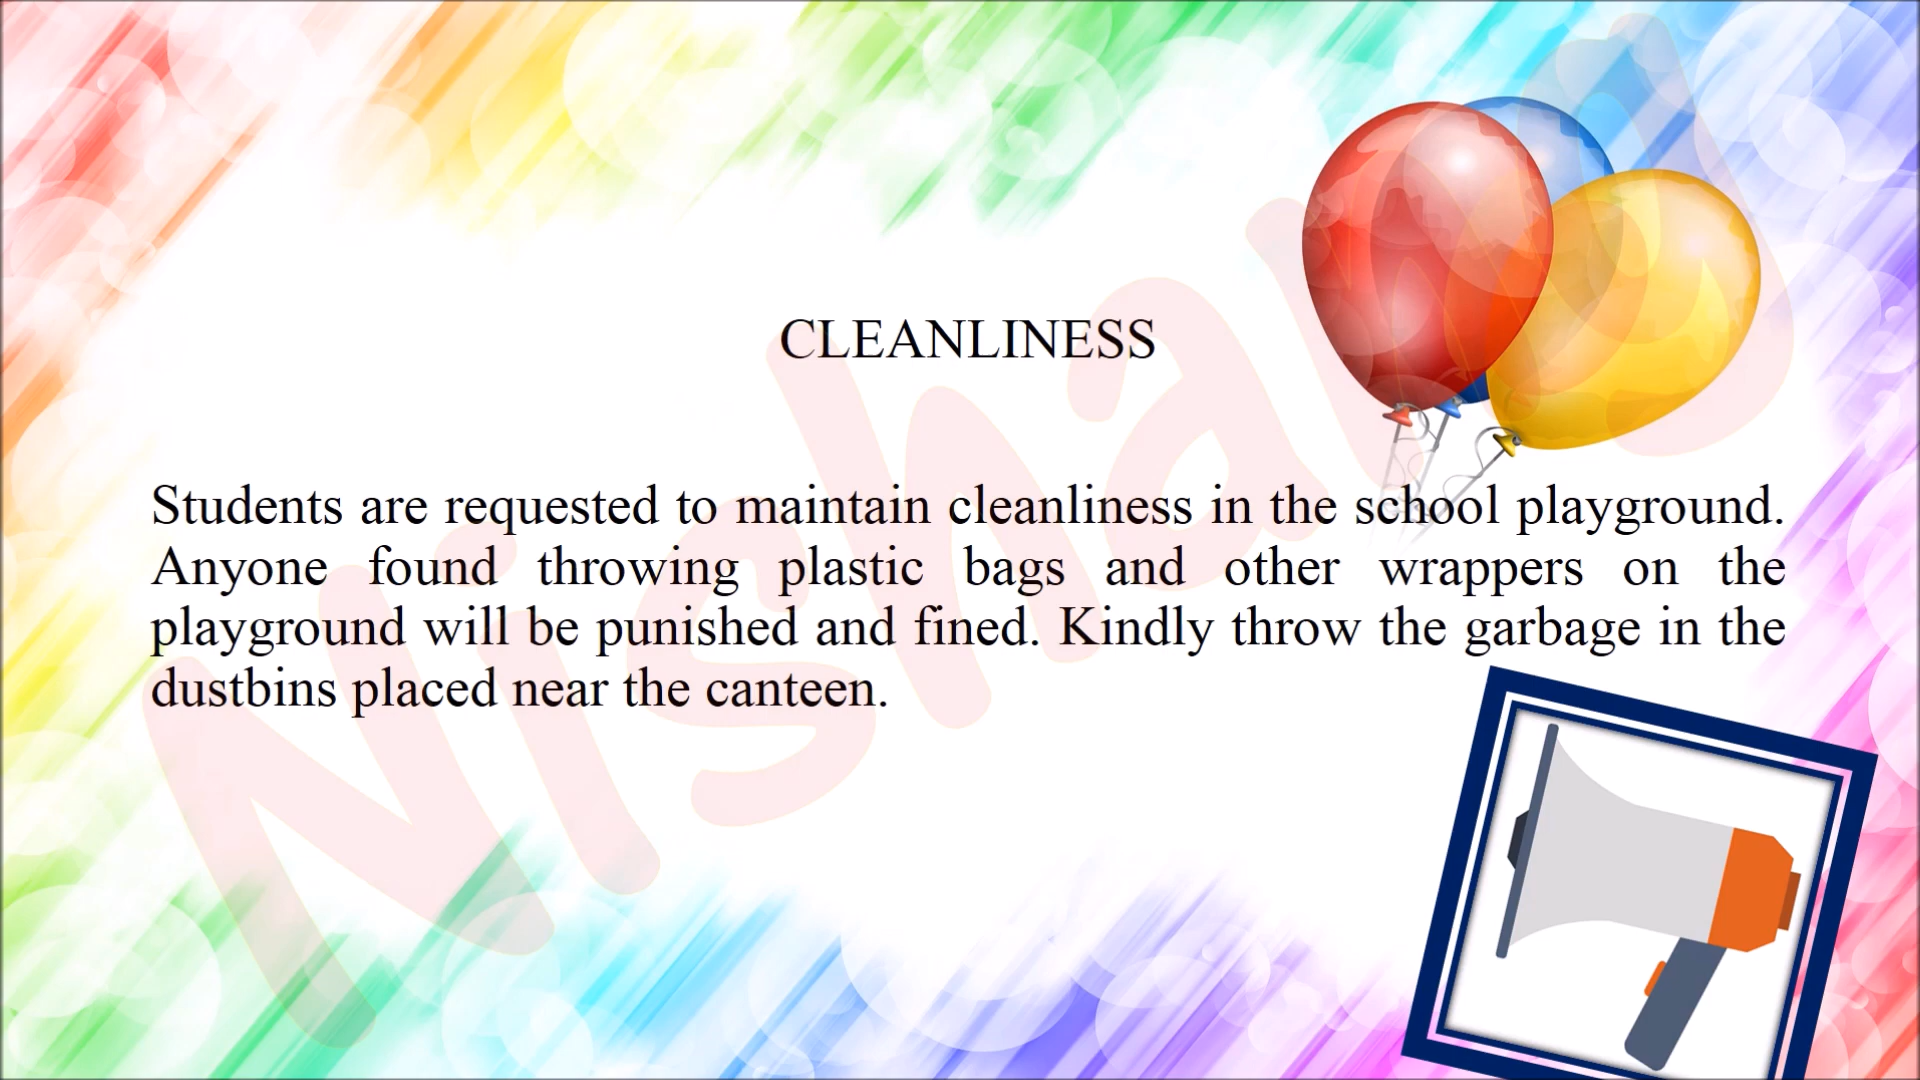 CLEANLINESS
Students are requested to maintain cleanliness in the school playground.
Anyone found throwing plastic bags and other wrappers on the
playground will be punished and fined. Kindly throw the garbage in the
dustbins placed near the canteen.